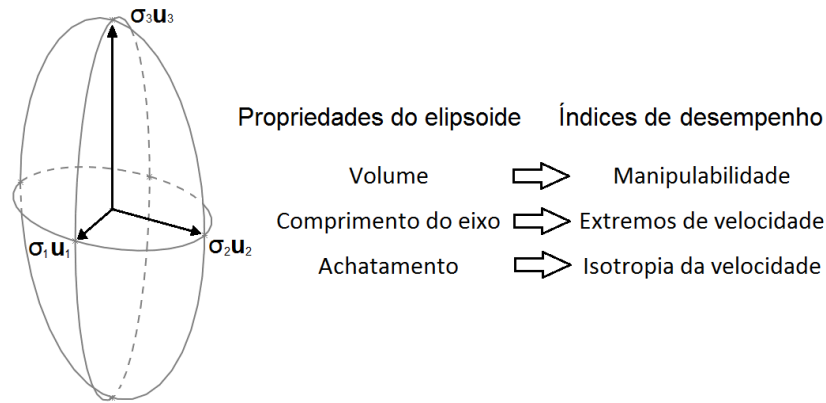 σ₃u₃
Propriedades do elipsoide Índices de desempenho
Volume Manipulabilidade
Comprimento do eixo Extremos de velocidade
σ₁u₁ σ₂u₂
Achatamento Isotropia da velocidade